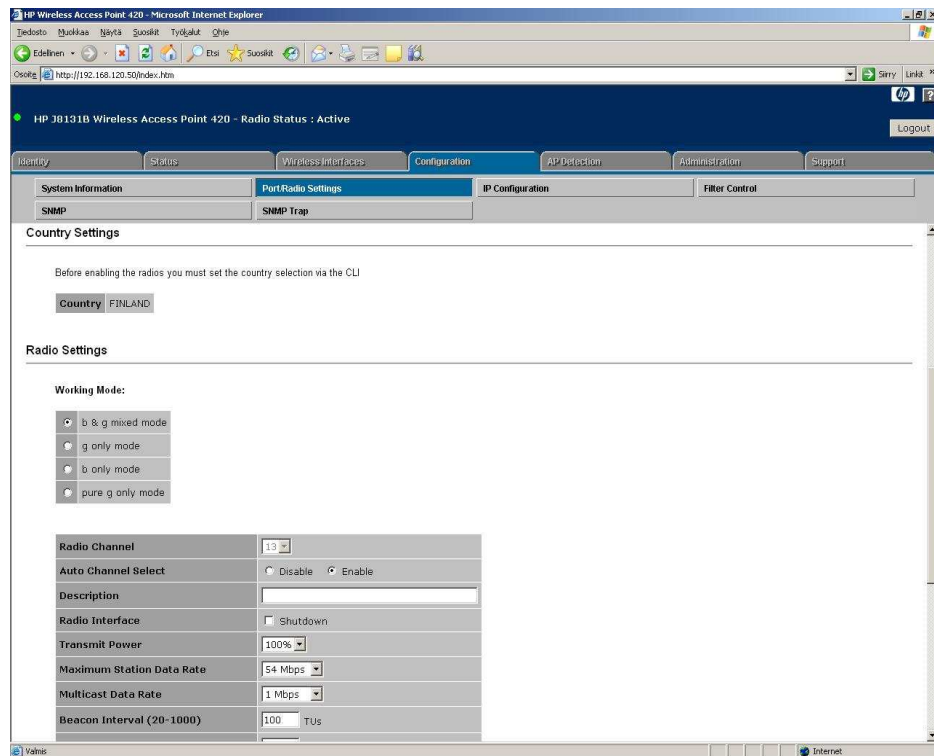 HP Wireless Access Point 420 - Microsoft Internet Explorer
Tiedosto Muokkaa Näytä Suosikit Työkalut Ohje
Edellinen Etsi Suosikit
Osoite http://192.168.120.50/index.htm Siirry Linkit »
hp ?
HP J8131B Wireless Access Point 420 - Radio Status : Active
Logout
Identity Status Wireless Interfaces Configuration AP Detection Administration Support
System Information Port/Radio Settings IP Configuration Filter Control
SNMP SNMP Trap
Country Settings
Before enabling the radios you must set the country selection via the CLI
Country FINLAND
Radio Settings
Working Mode:
b & g mixed mode
g only mode
b only mode
pure g only mode
Radio Channel 13
Auto Channel Select Disable Enable
Description
Radio Interface Shutdown
Transmit Power 100%
Maximum Station Data Rate 54 Mbps
Multicast Data Rate 1 Mbps
Beacon Interval (20-1000) 100 TUs
Valmis Internet